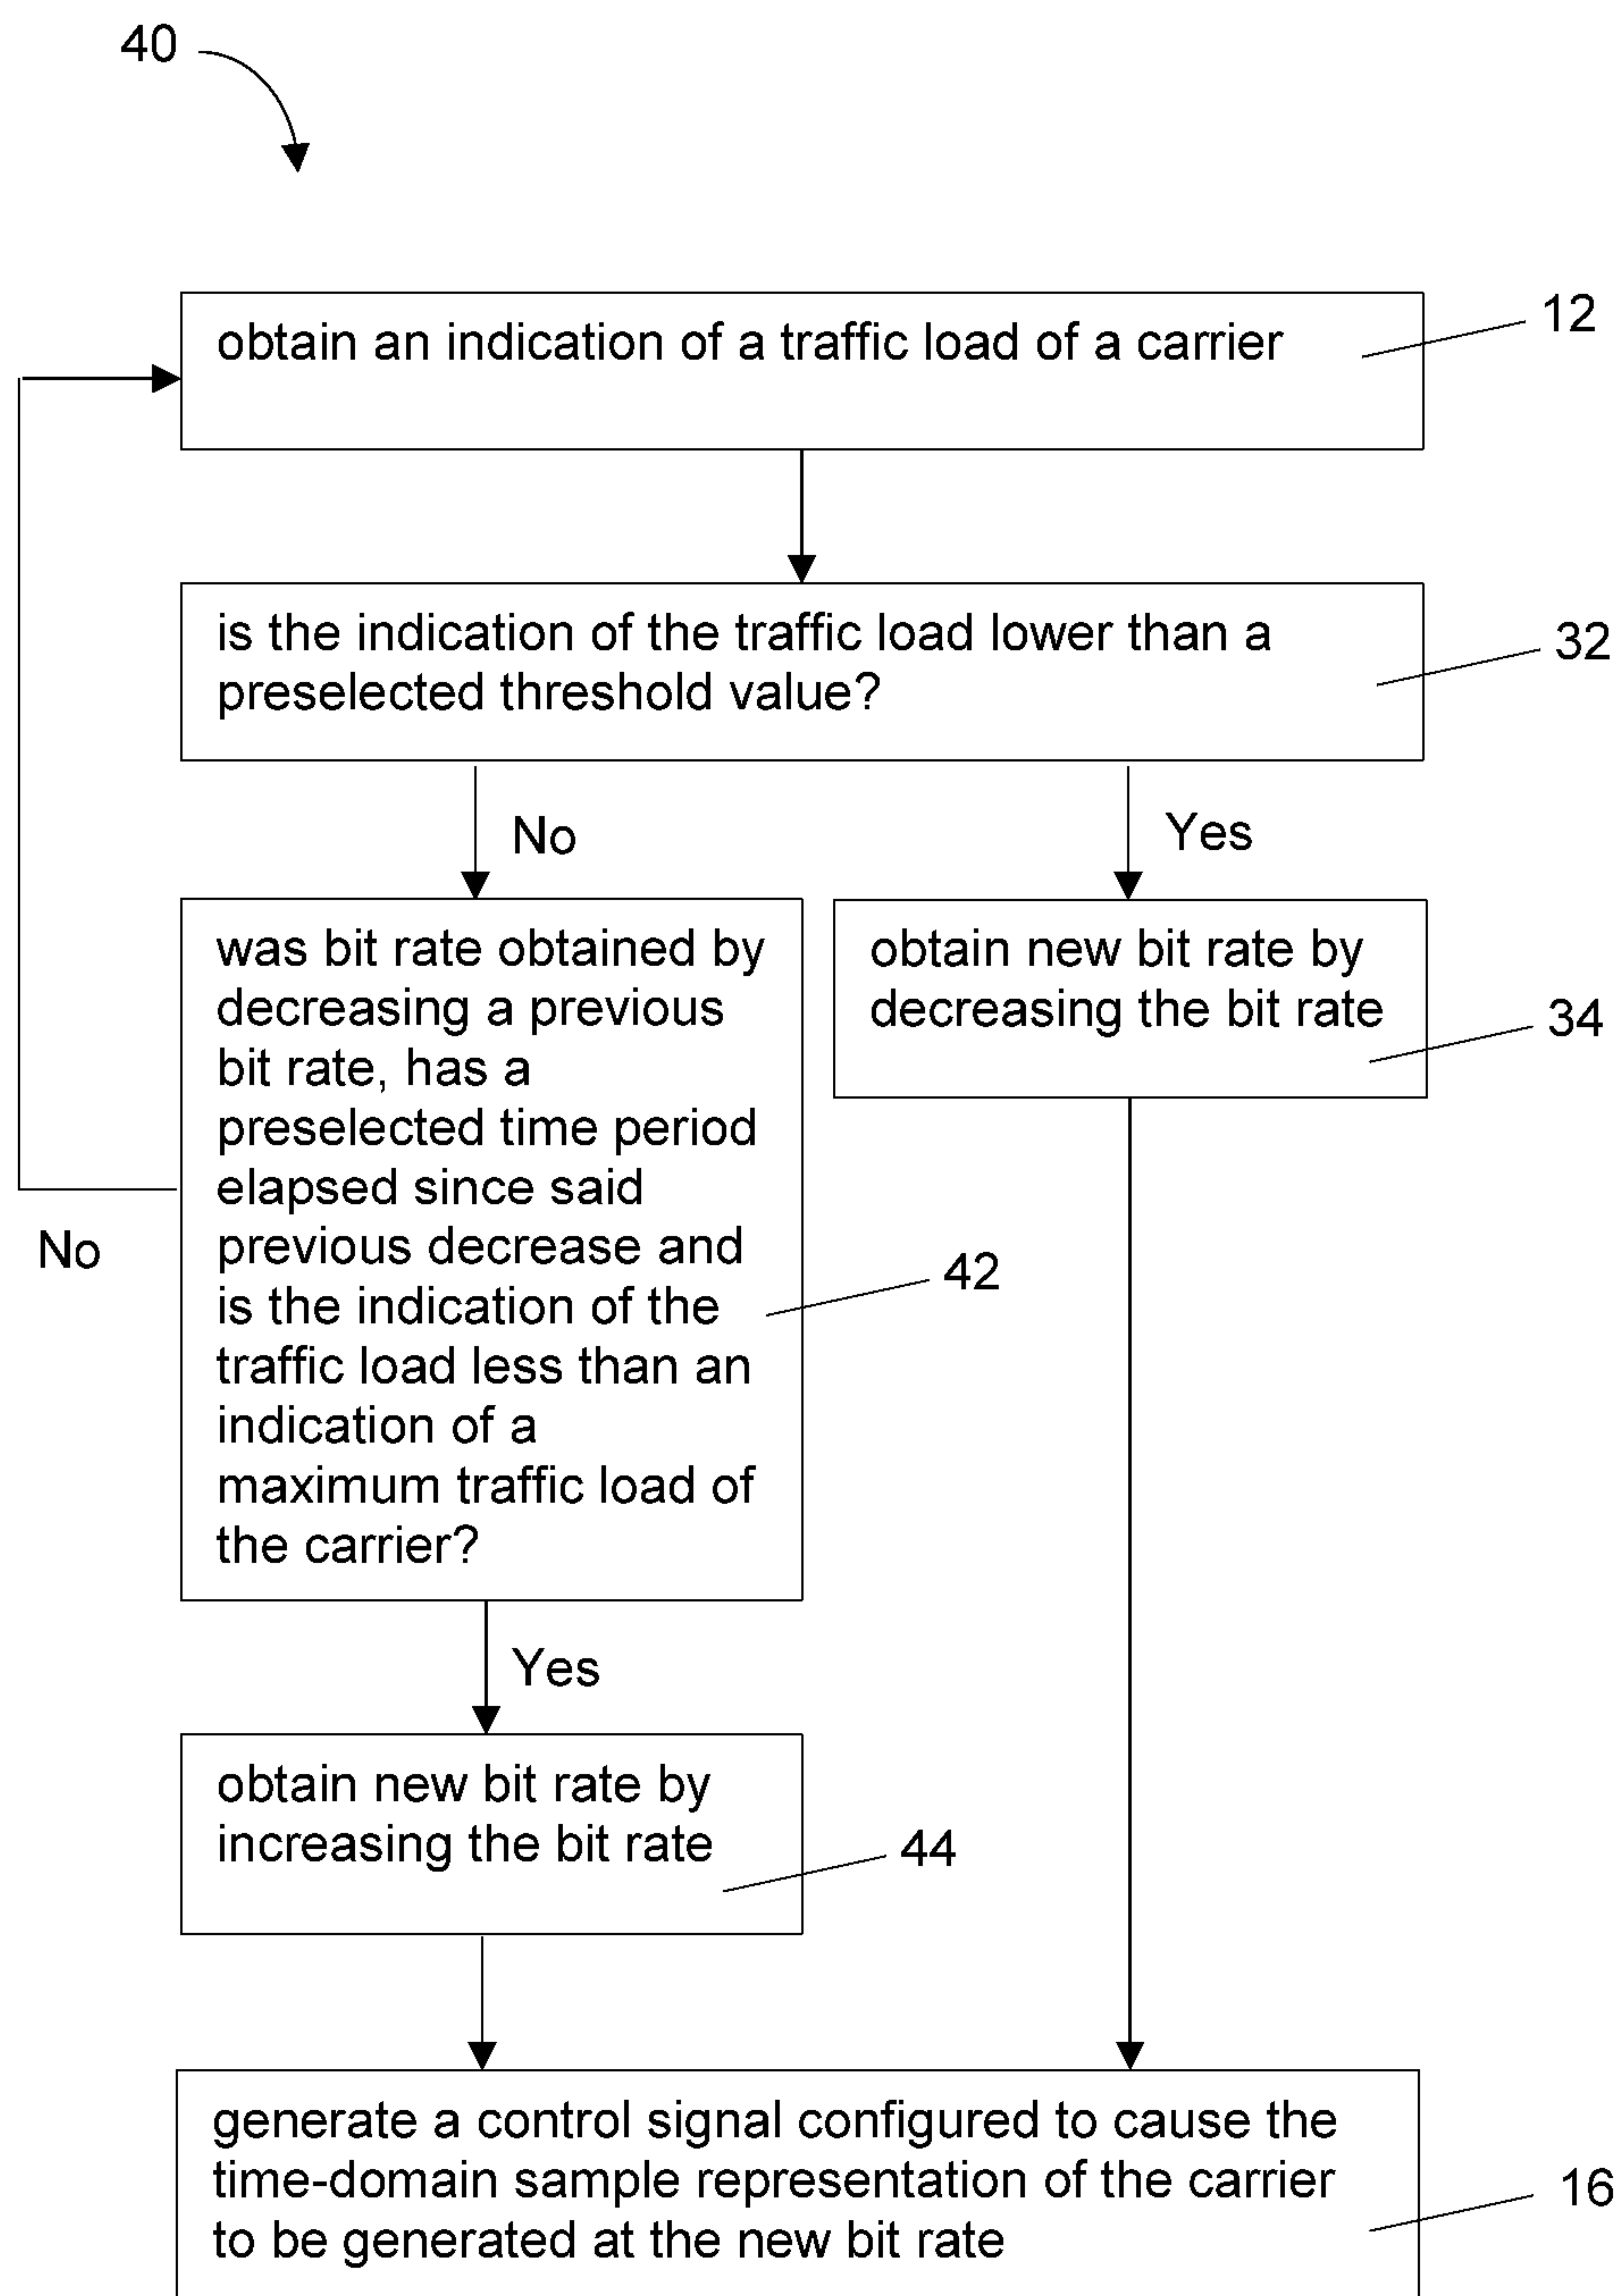 40
obtain an indication of a traffic load of a carrier
12
is the indication of the traffic load lower than a
preselected threshold value?
32
No
Yes
was bit rate obtained by
decreasing a previous
bit rate, has a
preselected time period
elapsed since said
previous decrease and
is the indication of the
traffic load less than an
indication of a
maximum traffic load of
the carrier?
42
No
obtain new bit rate by
decreasing the bit rate
34
Yes
obtain new bit rate by
increasing the bit rate
44
generate a control signal configured to cause the
time-domain sample representation of the carrier
to be generated at the new bit rate
16